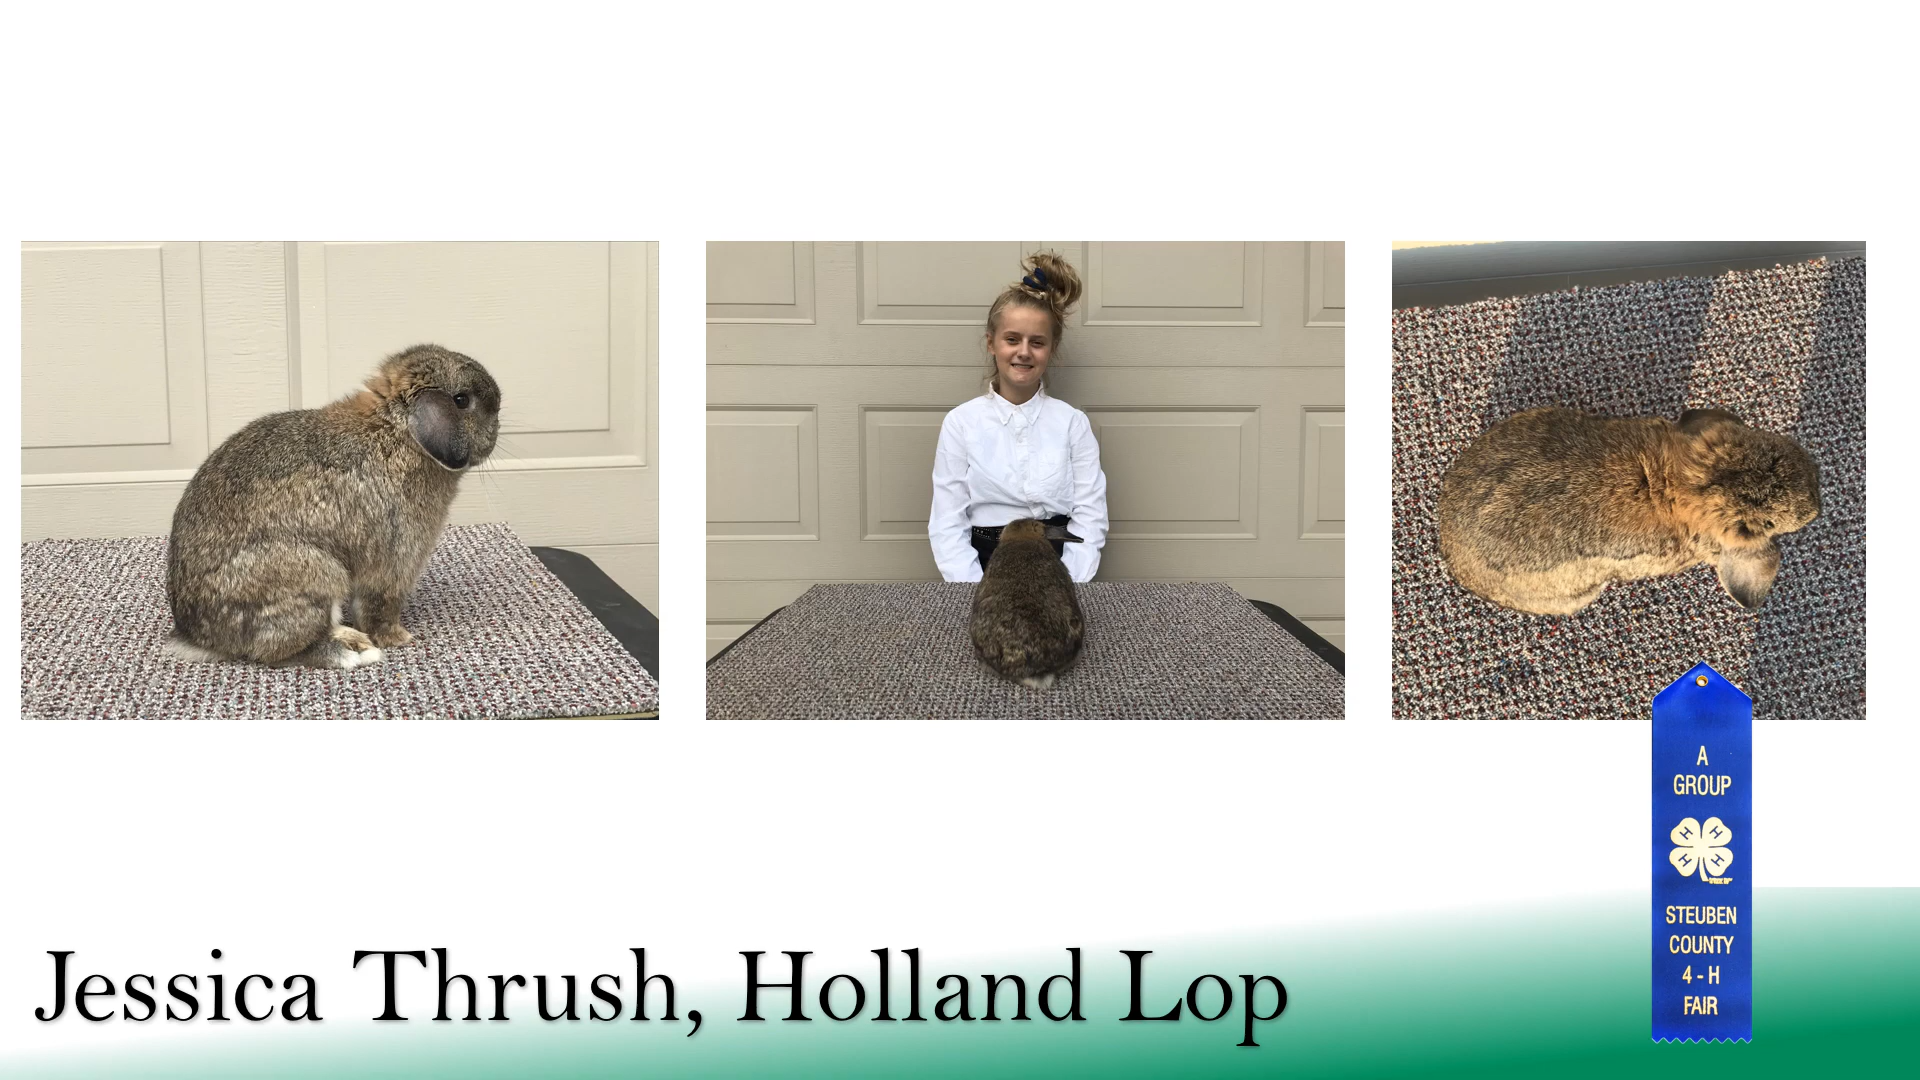 A
GROUP
H H
H H
STEUBEN
COUNTY
4-H
FAIR
Jessica Thrush, Holland Lop